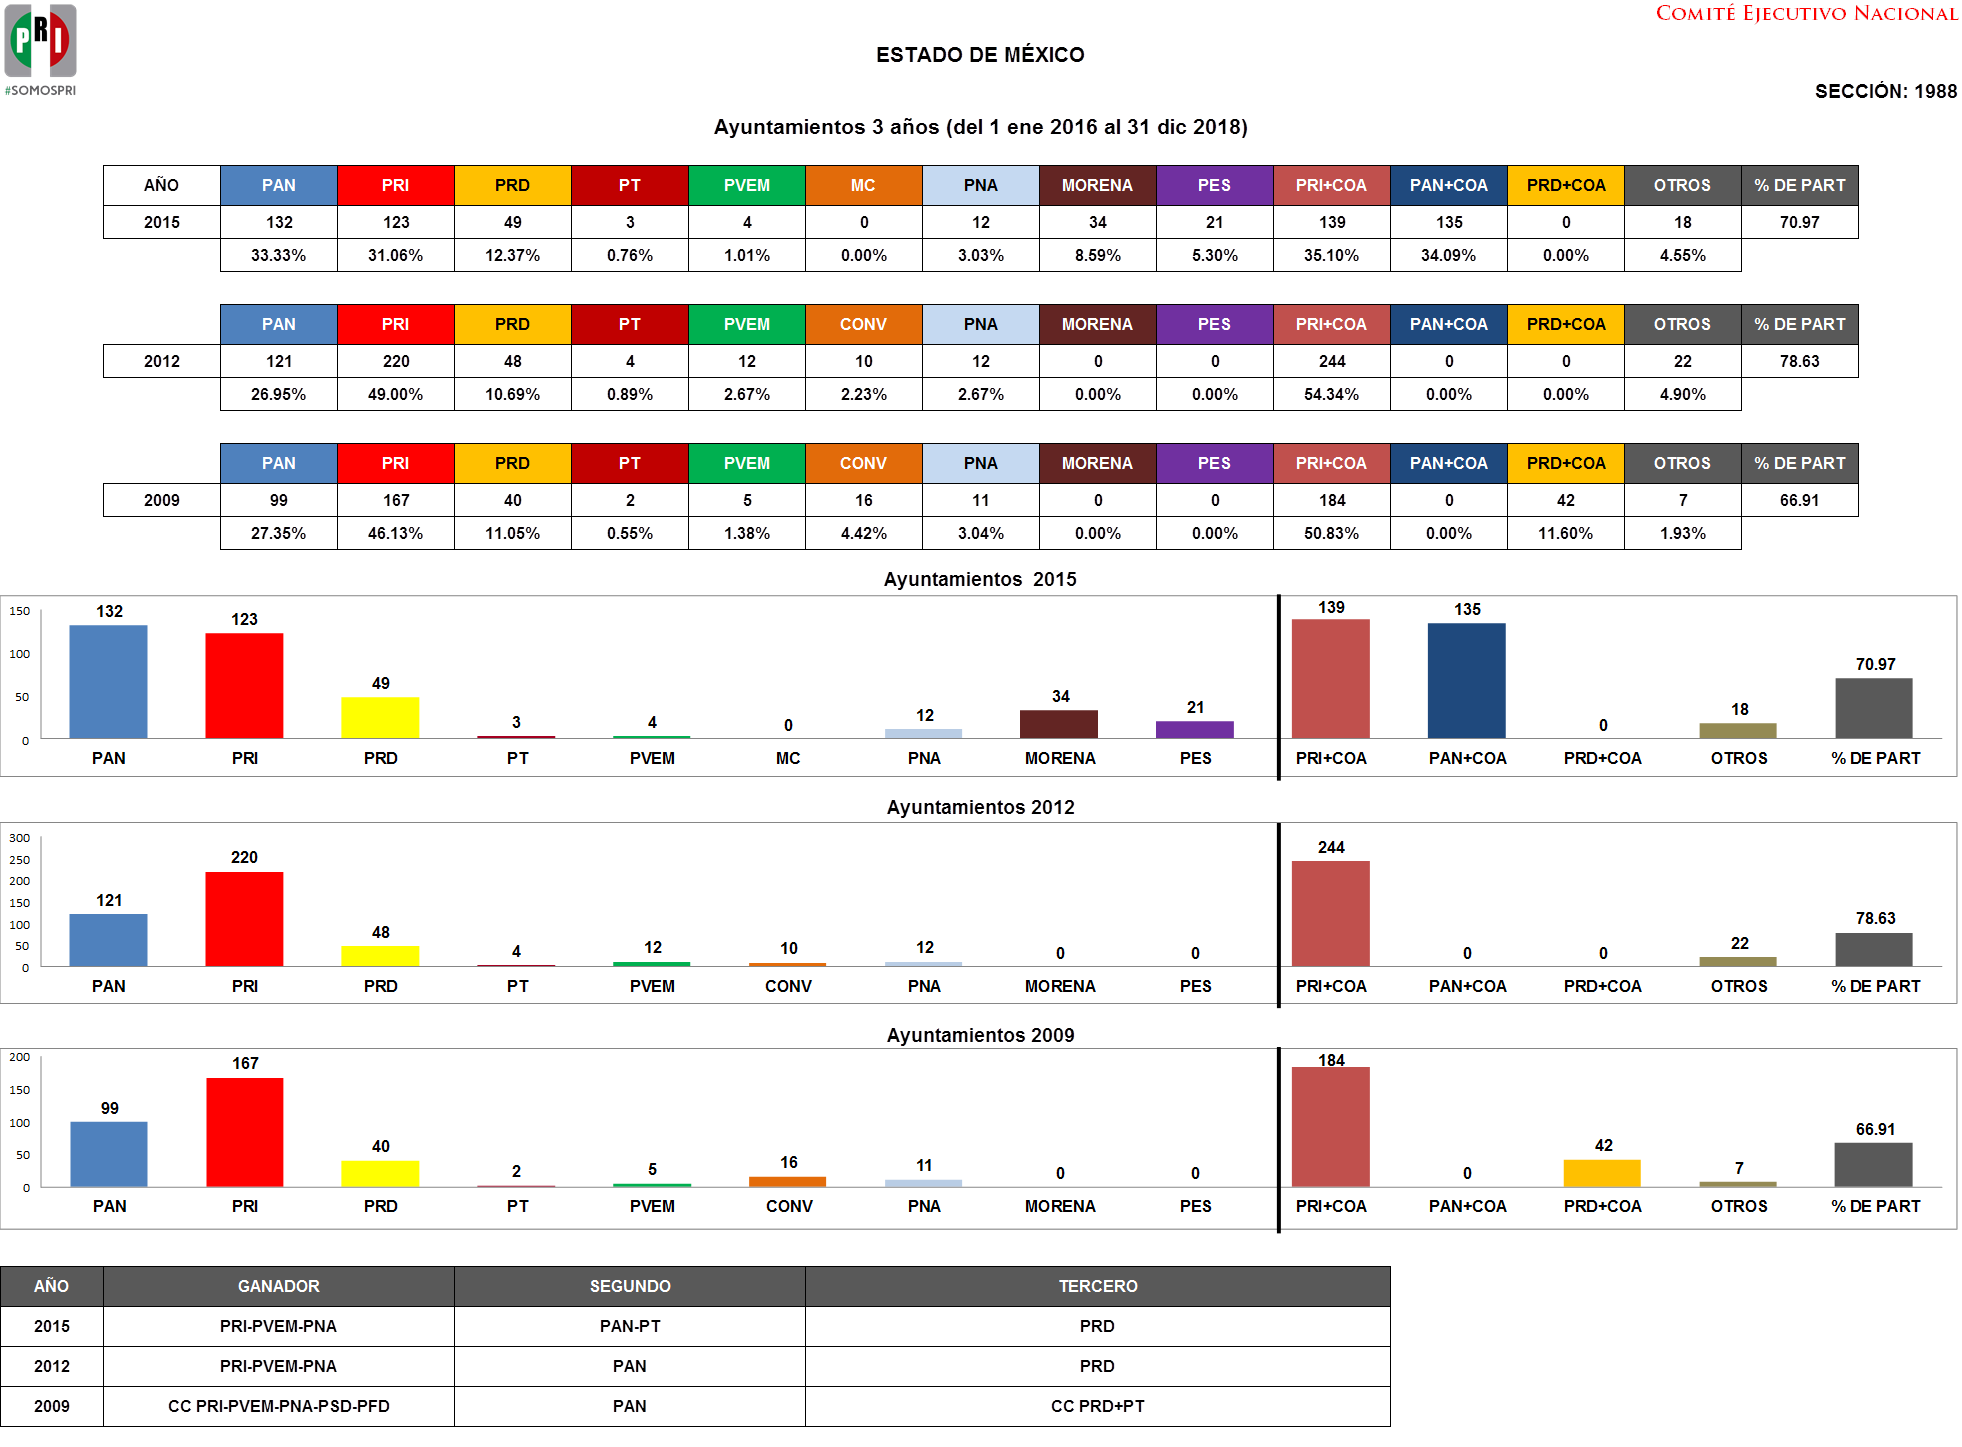 PRI
#SOMOSPRI
COMITÉ EJECUTIVO NACIONAL
ESTADO DE MÉXICO
SECCIÓN: 1988
Ayuntamientos 3 años (del 1 ene 2016 al 31 dic 2018)
AÑO PAN PRI PRD PT PVEM MC PNA MORENA PES PRI+COA PAN+COA PRD+COA OTROS % DE PART
2015 132 123 49 3 4 0 12 34 21 139 135 0 18 70.97
33.33% 31.06% 12.37% 0.76% 1.01% 0.00% 3.03% 8.59% 5.30% 35.10% 34.09% 0.00% 4.55%
PAN PRI PRD PT PVEM CONV PNA MORENA PES PRI+COA PAN+COA PRD+COA OTROS % DE PART
2012 121 220 48 4 12 10 12 0 0 244 0 0 22 78.63
26.95% 49.00% 10.69% 0.89% 2.67% 2.23% 2.67% 0.00% 0.00% 54.34% 0.00% 0.00% 4.90%
PAN PRI PRD PT PVEM CONV PNA MORENA PES PRI+COA PAN+COA PRD+COA OTROS % DE PART
2009 99 167 40 2 5 16 11 0 0 184 0 42 7 66.91
27.35% 46.13% 11.05% 0.55% 1.38% 4.42% 3.04% 0.00% 0.00% 50.83% 0.00% 11.60% 1.93%
Ayuntamientos 2015
150
100
50
0
132 123 49 3 4 0 12 34 21 139 135 0 18 70.97
PAN PRI PRD PT PVEM MC PNA MORENA PES PRI+COA PAN+COA PRD+COA OTROS % DE PART
Ayuntamientos 2012
300
250
200
150
100
50
0
121 220 48 4 12 10 12 0 0 244 0 0 22 78.63
PAN PRI PRD PT PVEM CONV PNA MORENA PES PRI+COA PAN+COA PRD+COA OTROS % DE PART
Ayuntamientos 2009
200
150
100
50
0
99 167 40 2 5 16 11 0 0 184 0 42 7 66.91
PAN PRI PRD PT PVEM CONV PNA MORENA PES PRI+COA PAN+COA PRD+COA OTROS % DE PART
AÑO GANADOR SEGUNDO TERCERO
2015 PRI-PVEM-PNA PAN-PT PRD
2012 PRI-PVEM-PNA PAN PRD
2009 CC PRI-PVEM-PNA-PSD-PFD PAN CC PRD+PT